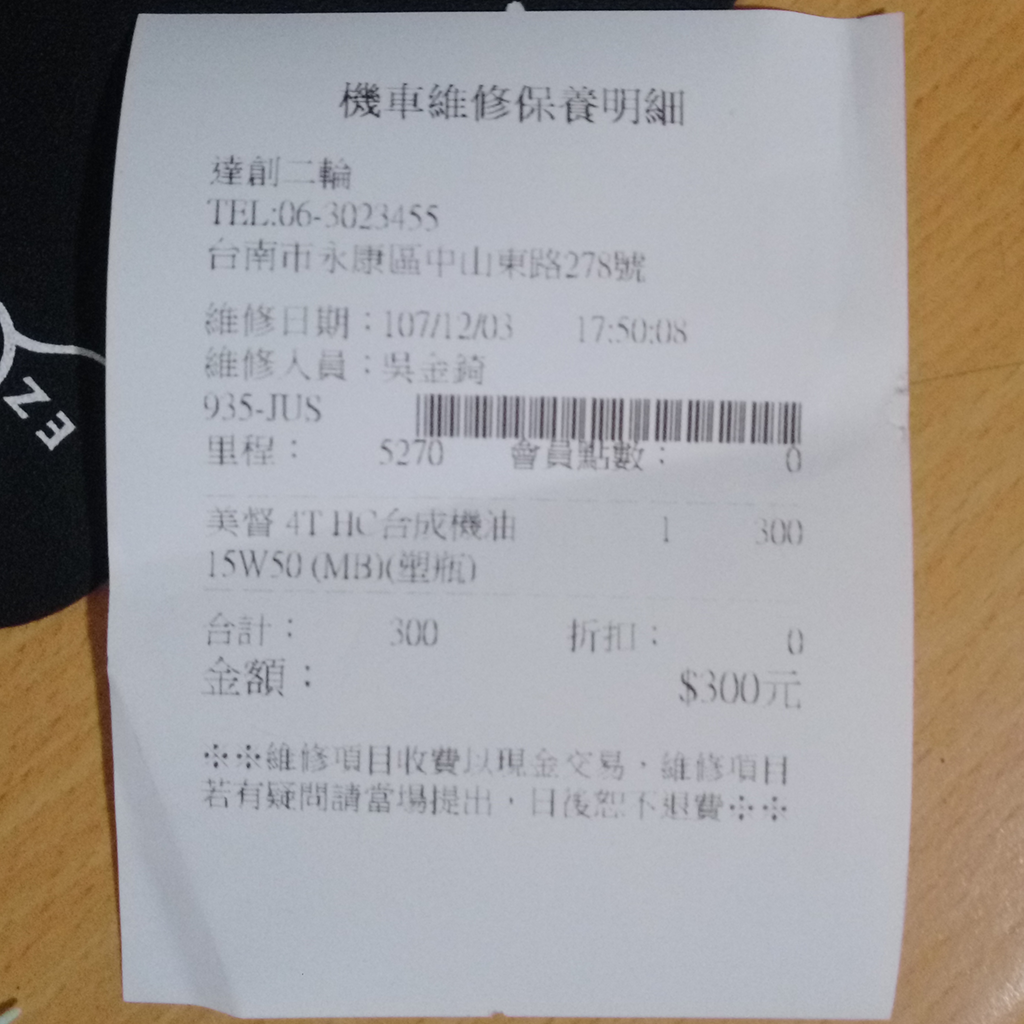 機車維修保養明細
達創二輪
TEL:06-3023455
台南市永康區中山東路278號
維修日期：107/12/03 17:50:08
維修人員：吳金錡
935-JUS
里程： 5270 會員點數： 0
美督 4T HC合成機油 1 300
15W50 (MB)(塑瓶)
合計： 300 折扣： 0
金額： $300元
※※維修項目收費以現金交易，維修項目
若有疑問請當場提出，日後恕不退費※※
EZ